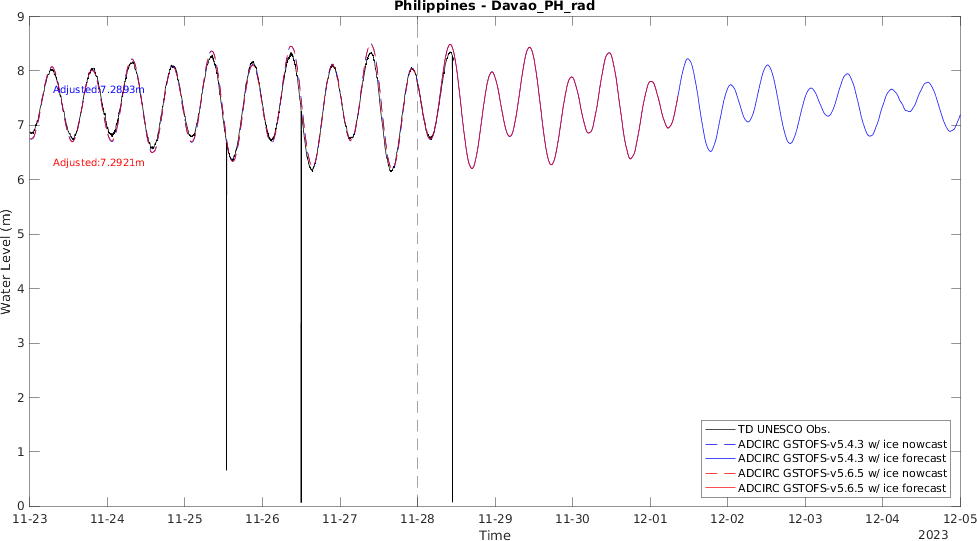 Philippines - Davao_PH_rad
Water Level (m)
9
8
7
6
5
4
3
2
1
0
Adjusted:7.2893m
Adjusted:7.2921m
TD UNESCO Obs.
ADCIRC GSTOFS-v5.4.3 w/ ice nowcast
ADCIRC GSTOFS-v5.4.3 w/ ice forecast
ADCIRC GSTOFS-v5.6.5 w/ ice nowcast
ADCIRC GSTOFS-v5.6.5 w/ ice forecast
11-23 11-24 11-25 11-26 11-27 11-28 11-29 11-30 12-01 12-02 12-03 12-04 12-05
Time
2023